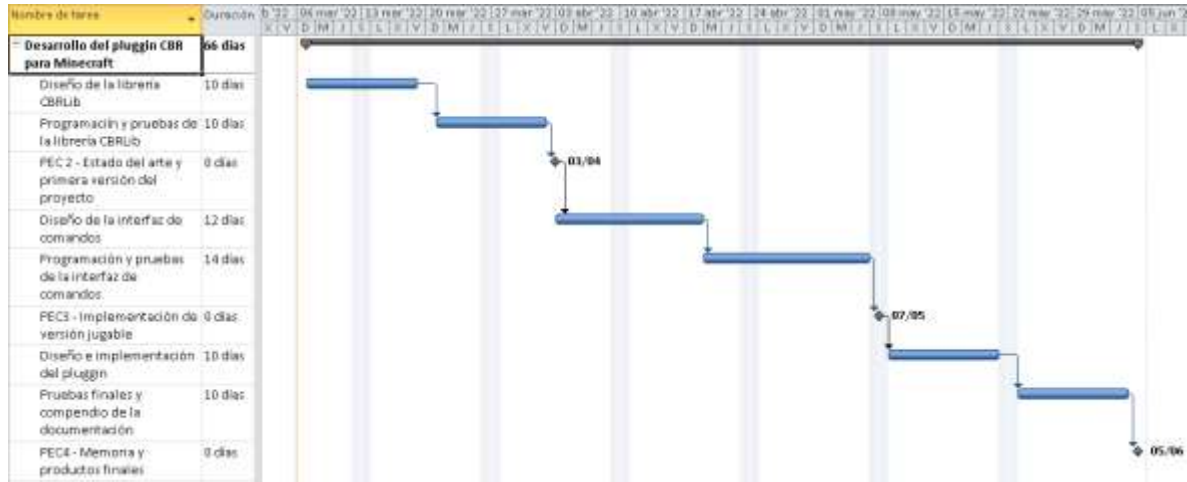 Nombre de tarea Duración
06 mar '22 13 mar '22 20 mar '22 27 mar '22 03 abr '22 10 abr '22 17 abr '22 24 abr '22 01 may '22 08 may '22 15 may '22 22 may '22 29 may '22 05 jun '2
Desarrollo del pluggin CBR 66 días
para Minecraft
Diseño de la librería 10 días
CBRLib
Programación y pruebas de 10 días
la librería CBRLib
PEC 2 - Estado del arte y 0 días
primera versión del
proyecto
03/04
Diseño de la interfaz de 12 días
comandos
Programación y pruebas 14 días
de la interfaz de
comandos
PEC3 - Implementación de 0 días
versión jugable
07/05
Diseño e implementación 10 días
del pluggin
Pruebas finales y 10 días
compendio de la
documentación
PEC4 - Memoria y 0 días
productos finales
05/06